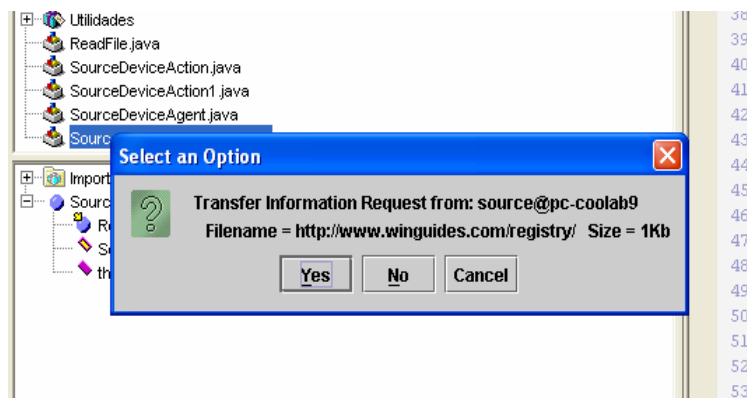 Utilidades
ReadFile.java
SourceDeviceAction.java
SourceDeviceAction1.java
SourceDeviceAgent.java
Sourc
Select an Option
Import
Sourc
Transfer Information Request from: source@pc-coolab9
Filename = http://www.winguides.com/registry/ Size = 1Kb
Yes No Cancel
th
38
39
40
41
42
43
44
45
46
47
48
49
50
51
52
53